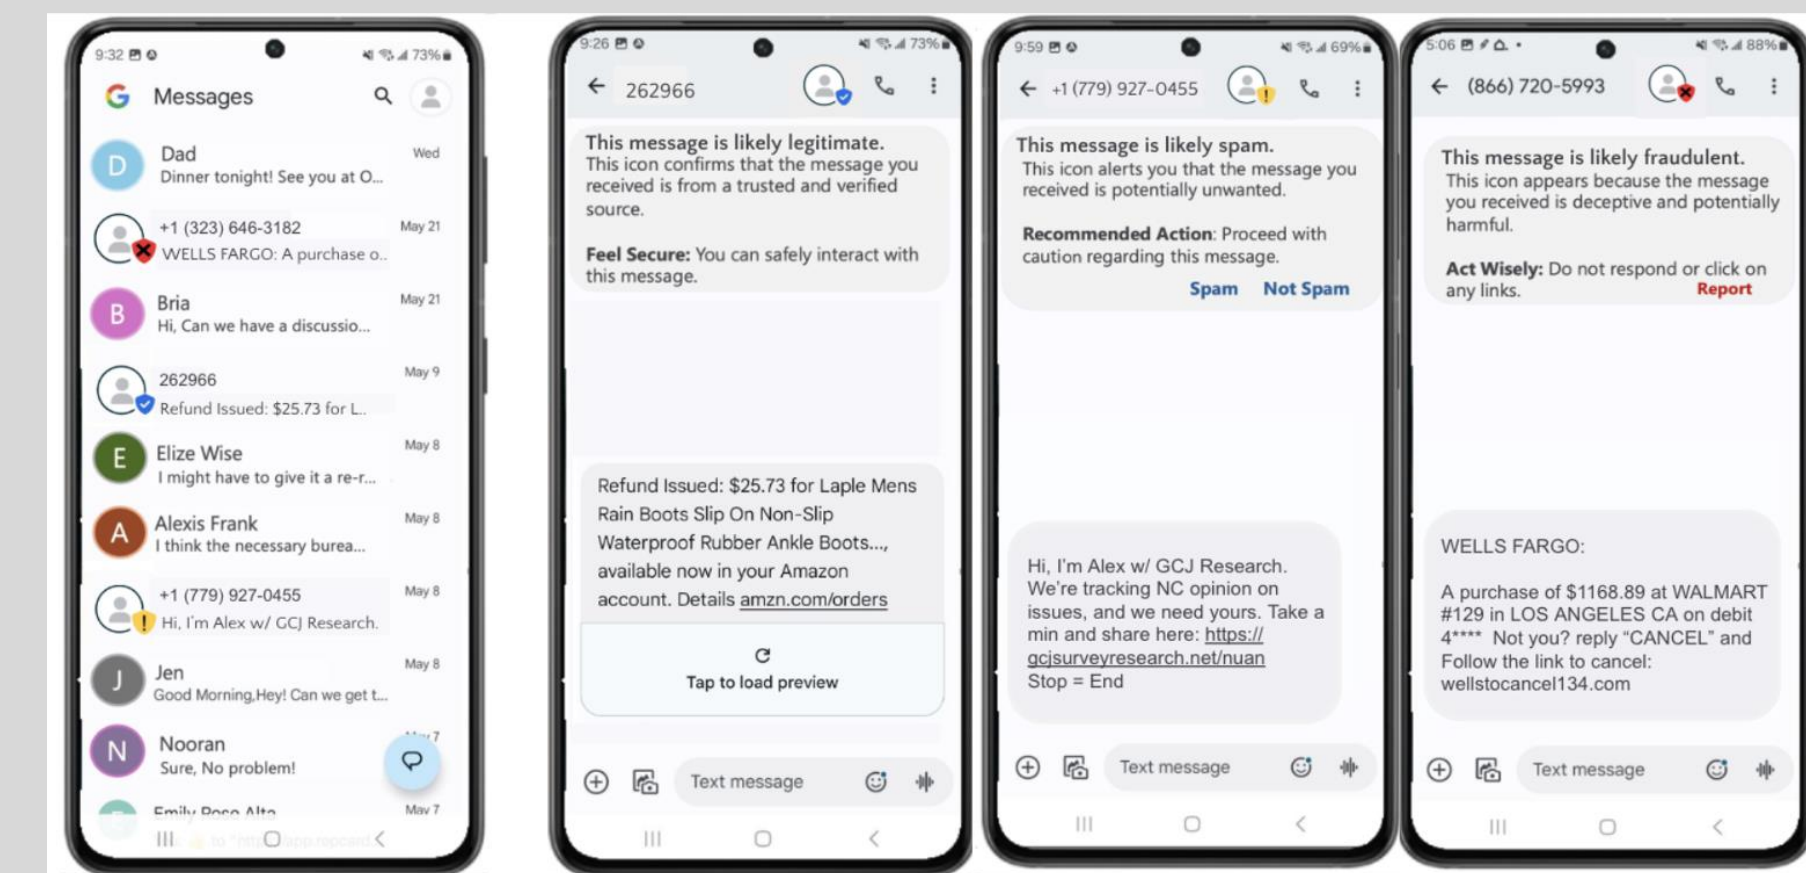 9:32
73%
G Messages
D
Dad
Wed
Dinner tonight! See you at O...
+1 (323) 646-3182
May 21
WELLS FARGO: A purchase o..
B
Bria
May 21
Hi, Can we have a discussio...
262966
May 9
Refund Issued: $25.73 for L..
E
Elize Wise
May 8
I might have to give it a re-r...
A
Alexis Frank
May 8
I think the necessary burea...
+1 (779) 927-0455
May 8
Hi, I'm Alex w/ GCJ Research.
J
Jen
May 8
Good Morning,Hey! Can we get t...
N
Nooran
Sure, No problem!
Emily Rose Alta
May 7
9:26
73%
262966
This message is likely legitimate.
This icon confirms that the message you
received is from a trusted and verified
source.
Feel Secure: You can safely interact with
this message.
Refund Issued: $25.73 for Laple Mens
Rain Boots Slip On Non-Slip
Waterproof Rubber Ankle Boots...,
available now in your Amazon
account. Details amzn.com/orders
Tap to load preview
Text message
9:59
69%
+1 (779) 927-0455
This message is likely spam.
This icon alerts you that the message you
received is potentially unwanted.
Recommended Action: Proceed with
caution regarding this message.
Spam Not Spam
Hi, I'm Alex w/ GCJ Research.
We're tracking NC opinion on
issues, and we need yours. Take a
min and share here: https://
gcjsurveyresearch.net/nuan
Stop = End
Text message
5:06
88%
(866) 720-5993
This message is likely fraudulent.
This icon appears because the message
you received is deceptive and potentially
harmful.
Act Wisely: Do not respond or click on
any links.
Report
WELLS FARGO:
A purchase of $1168.89 at WALMART
#129 in LOS ANGELES CA on debit
4**** Not you? reply “CANCEL” and
Follow the link to cancel:
wellstocancel134.com
Text message